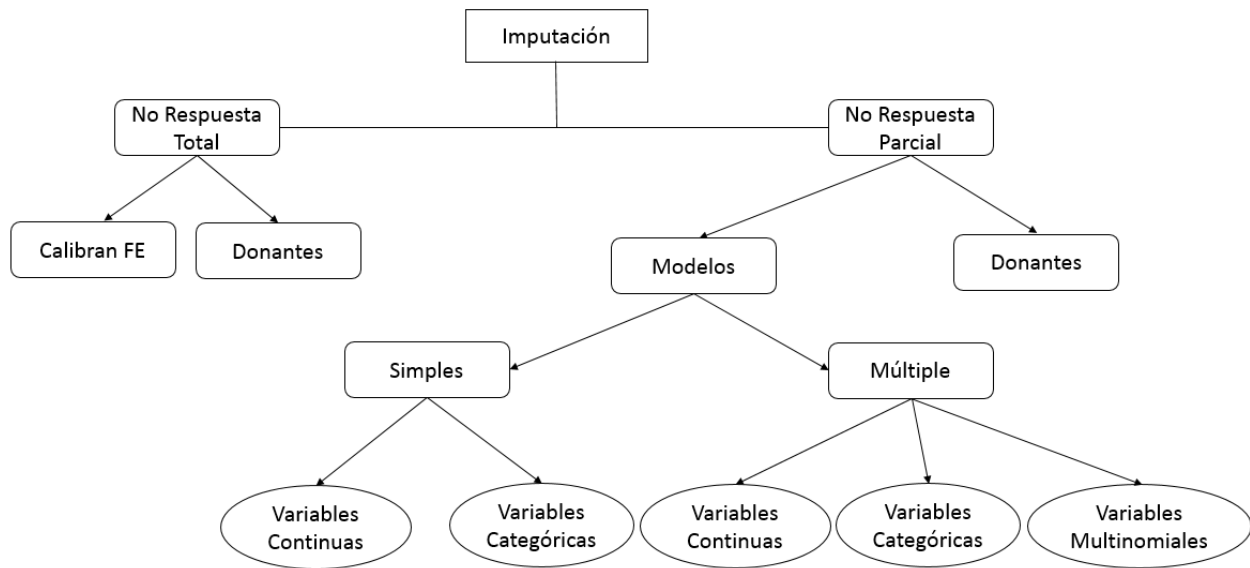 Imputación
No Respuesta
Total
No Respuesta
Parcial
Calibran FE
Donantes
Modelos
Donantes
Simples
Múltiple
Variables
Continuas
Variables
Categóricas
Variables
Continuas
Variables
Categóricas
Variables
Multinomiales